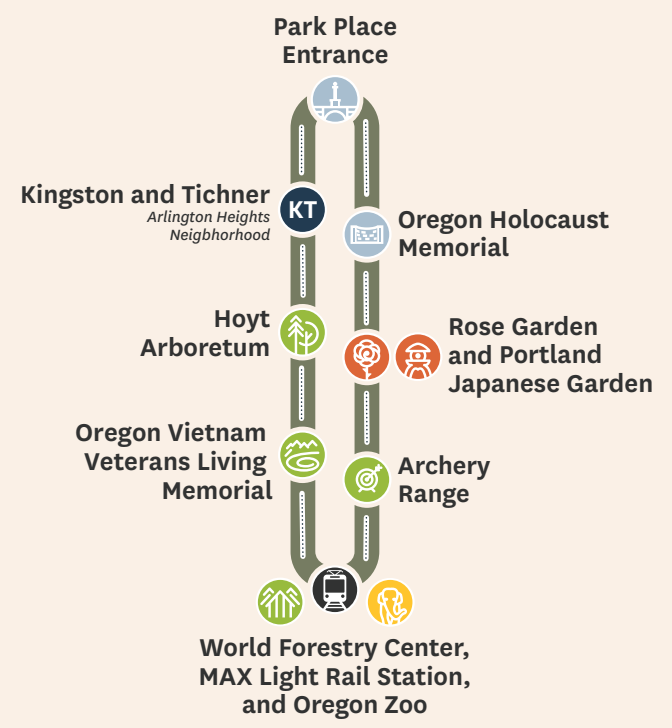 Park Place
Entrance
Kingston and Tichner
Arlington Heights
Neigbhorhood
KT
Oregon Holocaust
Memorial
Hoyt
Arboretum
Rose Garden
and Portland
Japanese Garden
Oregon Vietnam
Veterans Living
Memorial
Archery
Range
World Forestry Center,
MAX Light Rail Station,
and Oregon Zoo